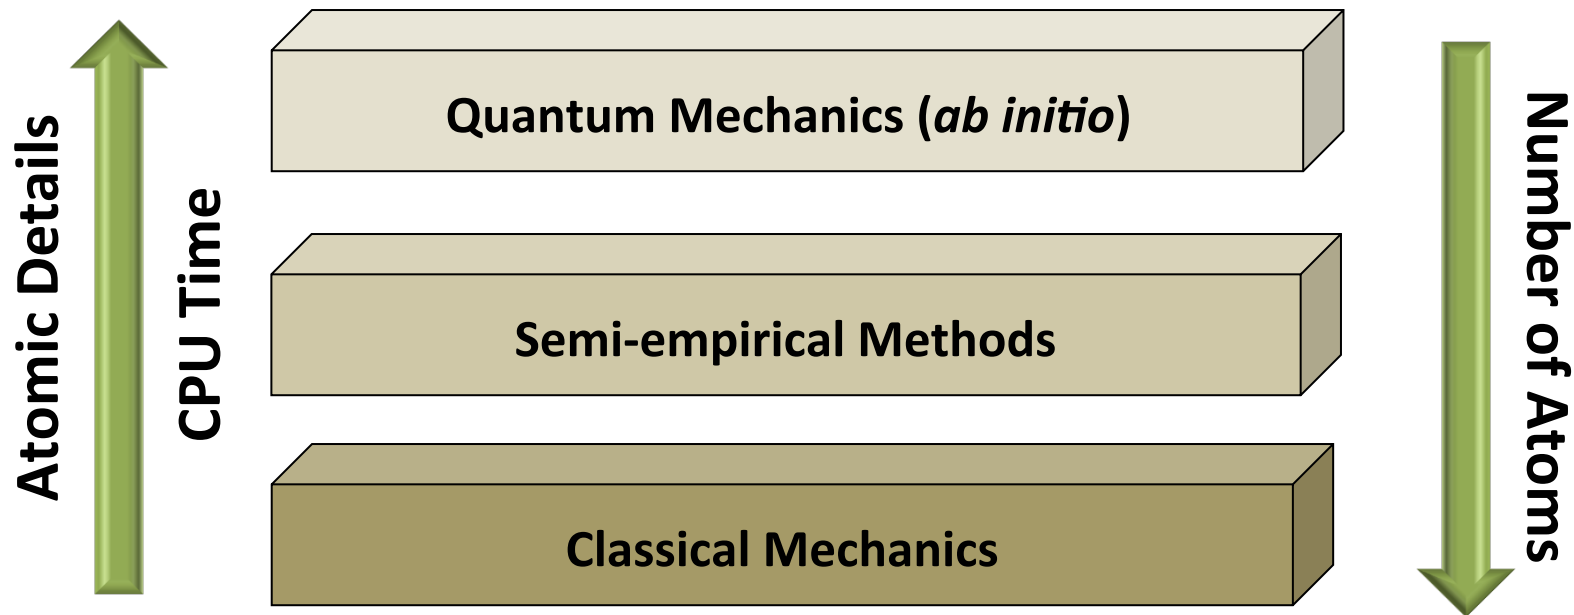 Atomic Details
CPU Time
Quantum Mechanics (ab initio)
Semi-empirical Methods
Classical Mechanics
Number of Atoms